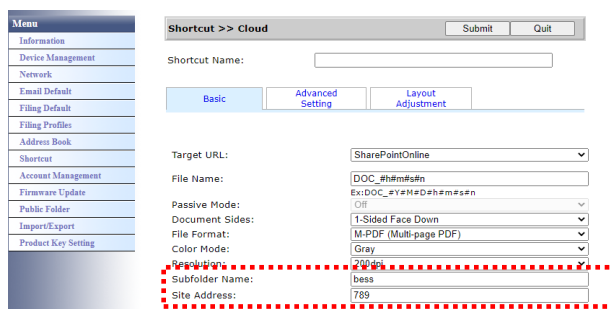 Menu
Information
Device Management
Network
Email Default
Filing Default
Filing Profiles
Address Book
Shortcut
Account Management
Firmware Update
Public Folder
Import/Export
Product Key Setting
Shortcut >> Cloud Submit Quit
Shortcut Name:
Basic Advanced Setting Layout Adjustment
Target URL: SharePointOnline
File Name: DOC_#h#m#s#n
Ex:DOC_#Y#M#D#h#m#s#n
Passive Mode: Off
Document Sides: 1-Sided Face Down
File Format: M-PDF (Multi-page PDF)
Color Mode: Gray
Resolution: 200dpi
Subfolder Name: bess
Site Address: 789